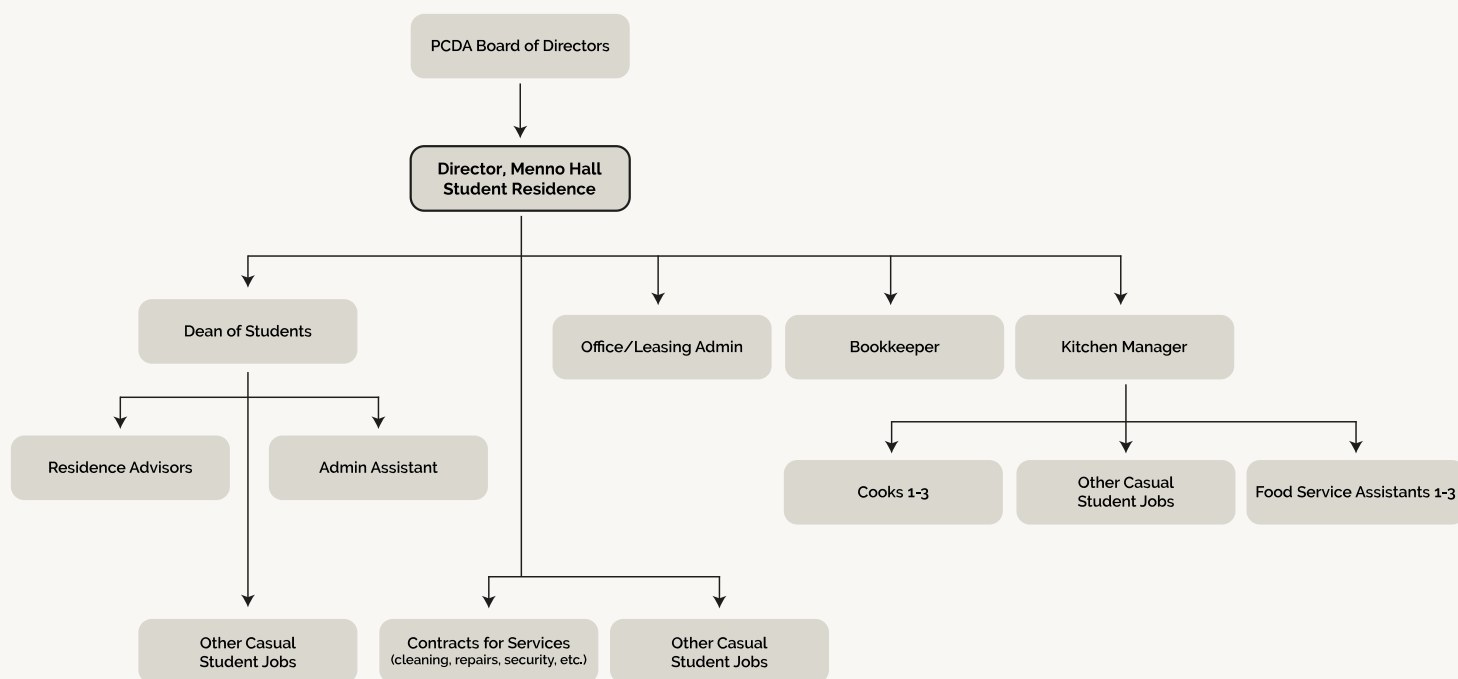 PCDA Board of Directors
Director, Menno Hall
Student Residence
Dean of Students
Office/Leasing Admin
Bookkeeper
Kitchen Manager
Residence Advisors
Admin Assistant
Cooks 1-3
Other Casual
Student Jobs
Food Service Assistants 1-3
Other Casual
Student Jobs
Contracts for Services
(cleaning, repairs, security, etc.)
Other Casual
Student Jobs